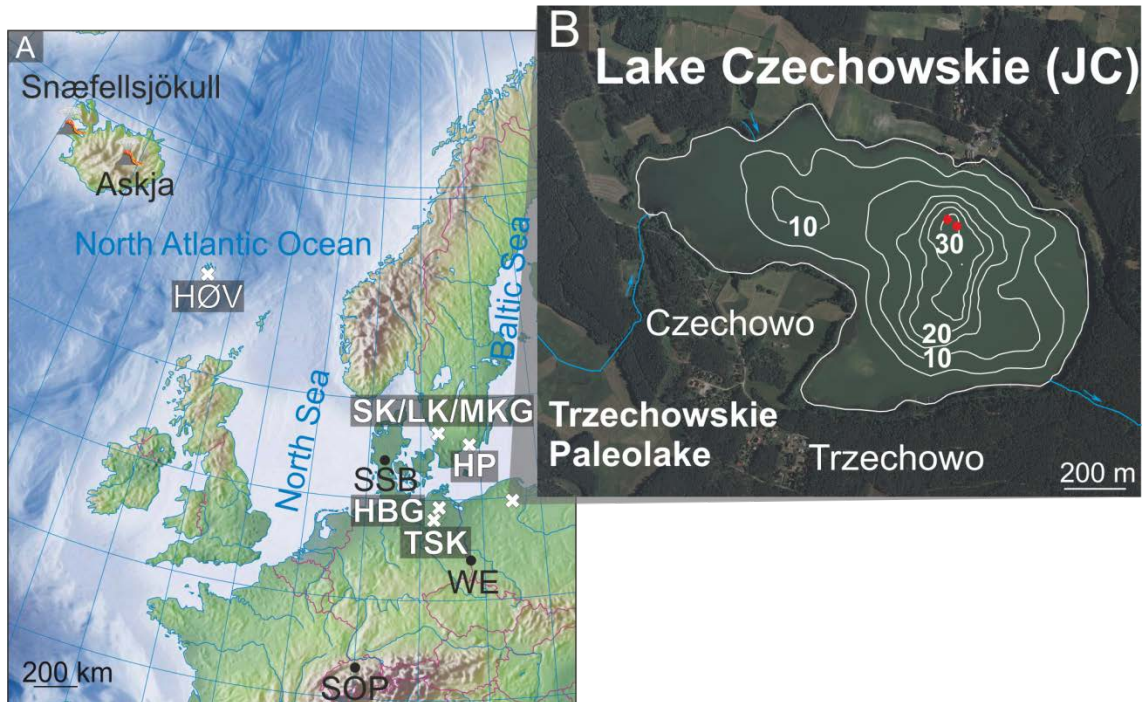 A
Snæfellsjökull
Askja
North Atlantic Ocean
HØV
North Sea
Baltic Sea
SK/LK/MKG
HP
SSB
HBG
TSK
WE
SOP
200 km
B
Lake Czechowskie (JC)
10
30
20
10
Czechowo
Trzechowskie
Paleolake
Trzechowo
200 m